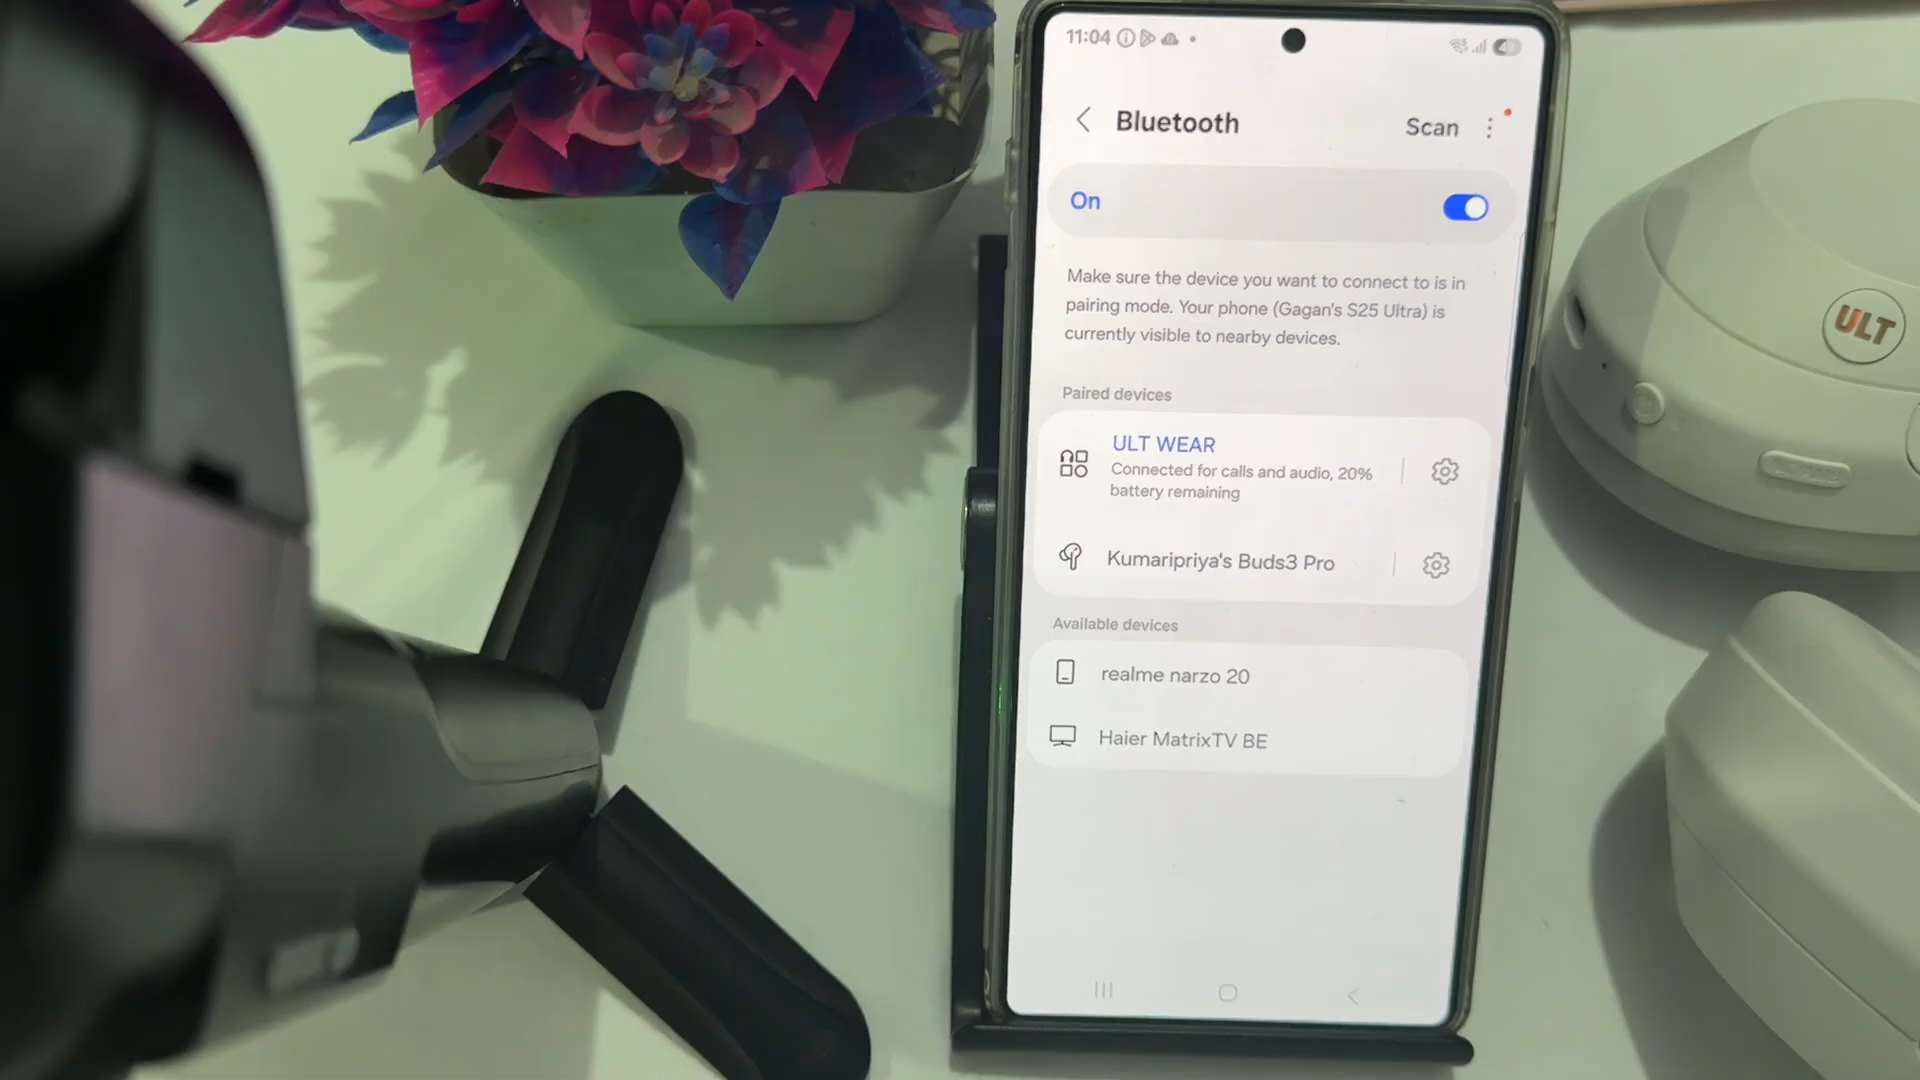 11:04
Bluetooth
Scan
On
Make sure the device you want to connect to is in
pairing mode. Your phone (Gagan's S25 Ultra) is
currently visible to nearby devices.
Paired devices
ULT WEAR
Connected for calls and audio, 20%
battery remaining
Kumaripriya's Buds3 Pro
Available devices
realme narzo 20
Haier MatrixTV BE
ULT